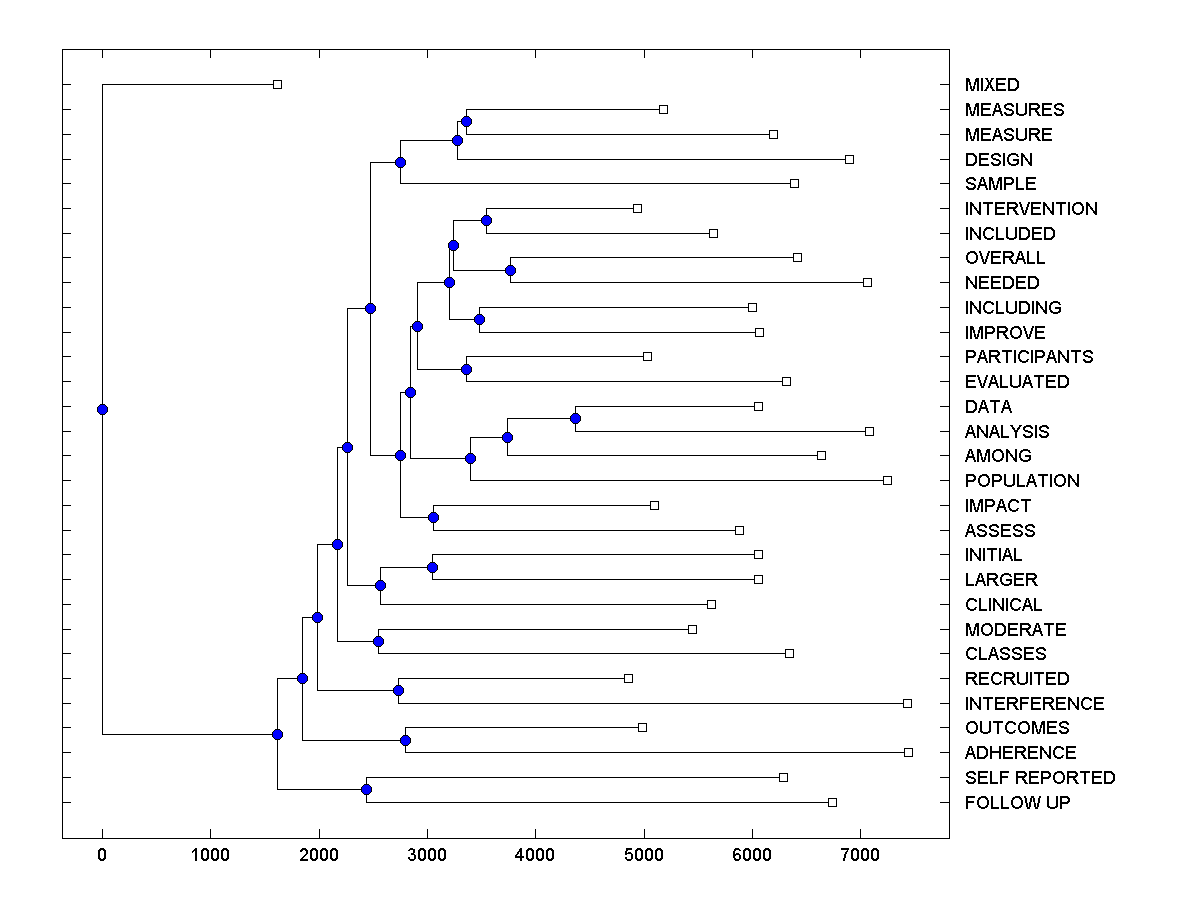 MIXED
MEASURES
MEASURE
DESIGN
SAMPLE
INTERVENTION
INCLUDED
OVERALL
NEEDED
INCLUDING
IMPROVE
PARTICIPANTS
EVALUATED
DATA
ANALYSIS
AMONG
POPULATION
IMPACT
ASSESS
INITIAL
LARGER
CLINICAL
MODERATE
CLASSES
RECRUITED
INTERFERENCE
OUTCOMES
ADHERENCE
SELF REPORTED
FOLLOW UP
0 1000 2000 3000 4000 5000 6000 7000